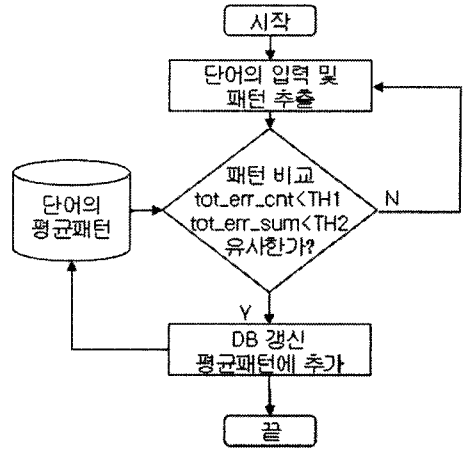 시작
단어의 입력 및
패턴 추출
패턴 비교
tot_err_cnt<TH1
tot_err_sum<TH2
유사한가?
N
단어의
평균패턴
Y
DB 갱신
평균패턴에 추가
끝